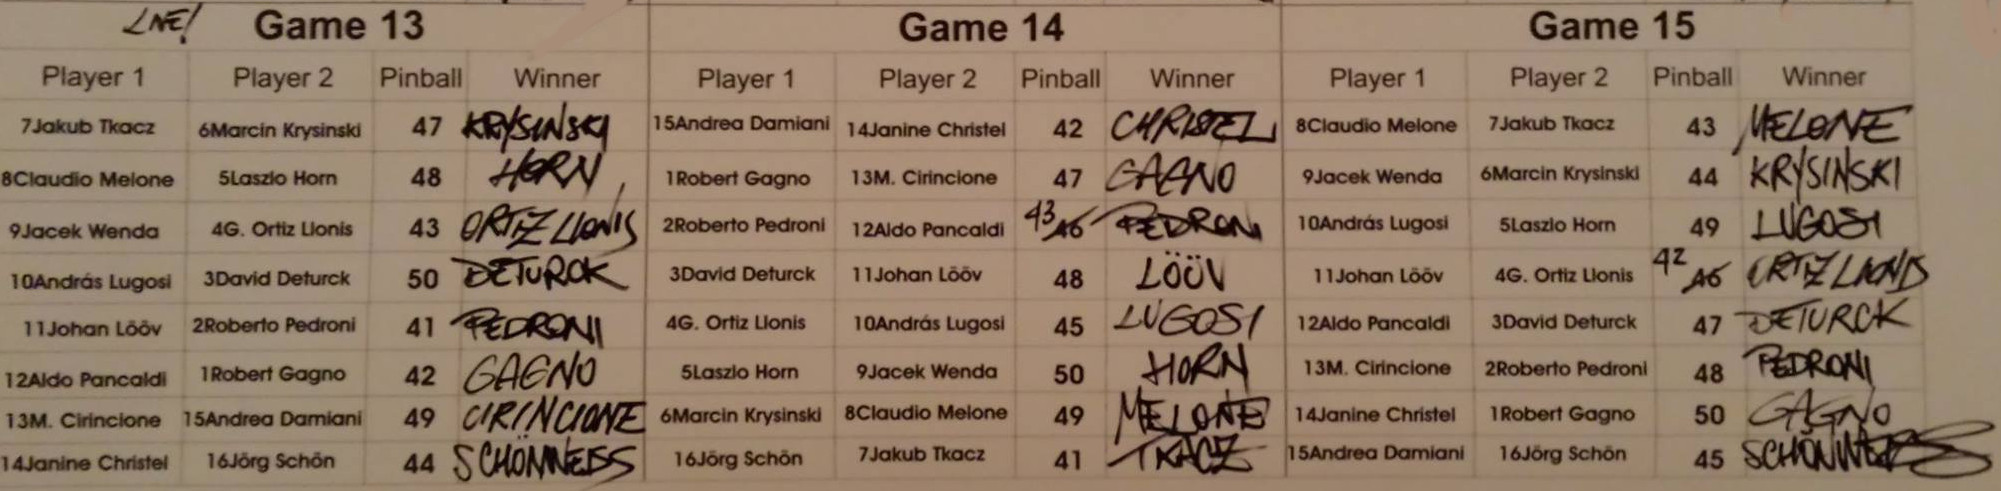 LIVE! Game 13 Game 14 Game 15
Player 1 Player 2 Pinball Winner Player 1 Player 2 Pinball Winner Player 1 Player 2 Pinball Winner
7Jakub Tkacz 6Marcin Krysinski 47 KRYSINSKI 15Andrea Damiani 14Janine Christel 42 CHRISTEL 8Claudio Melone 7Jakub Tkacz 43 MELONE
8Claudio Melone 5Laszlo Horn 48 HORN 1Robert Gagno 13M. Cirincione 47 GAGNO 9Jacek Wenda 6Marcin Krysinski 44 KRYSINSKI
9Jacek Wenda 4G. Ortiz Llonis 43 ORTIZ LLONIS 2Roberto Pedroni 12Aldo Pancaldi 43 46 PEDRONI 10András Lugosi 5Laszlo Horn 49 LUGOSI
10András Lugosi 3David Deturck 50 DETURCK 3David Deturck 11Johan Lööv 48 LÖÖV 11Johan Lööv 4G. Ortiz Llonis 42 46 ORTIZ LLONIS
11Johan Lööv 2Roberto Pedroni 41 PEDRONI 4G. Ortiz Llonis 10András Lugosi 45 LUGOSI 12Aldo Pancaldi 3David Deturck 47 DETURCK
12Aldo Pancaldi 1Robert Gagno 42 GAGNO 5Laszlo Horn 9Jacek Wenda 50 HORN 13M. Cirincione 2Roberto Pedroni 48 PEDRONI
13M. Cirincione 15Andrea Damiani 49 CIRINCIONE 6Marcin Krysinski 8Claudio Melone 49 MELONE 14Janine Christel 1Robert Gagno 50 GAGNO
14Janine Christel 16Jörg Schön 44 SCHÖNWEISS 16Jörg Schön 7Jakub Tkacz 41 TKACZ 15Andrea Damiani 16Jörg Schön 45